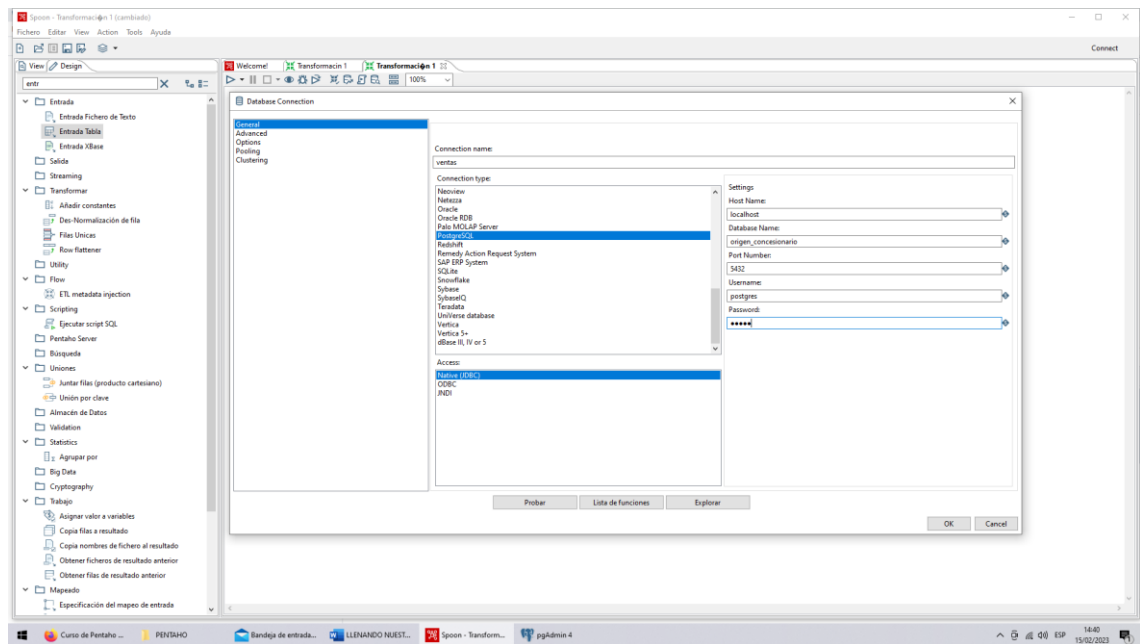 Spoon - Transformaci�n 1 (cambiado)
Fichero Editar View Action Tools Ayuda
Connect
View Design
Welcome! Transformacin 1 Transformaci�n 1
entr
100%
Entrada
Entrada Fichero de Texto
Entrada Tabla
Entrada XBase
Salida
Streaming
Transformar
Añadir constantes
Des-Normalización de fila
Filas Unicas
Row flattener
Utility
Flow
ETL metadata injection
Scripting
Ejecutar script SQL
Pentaho Server
Búsqueda
Uniones
Juntar filas (producto cartesiano)
Unión por clave
Almacén de Datos
Validation
Statistics
Agrupar por
Big Data
Cryptography
Trabajo
Asignar valor a variables
Copia filas a resultado
Copia nombres de fichero al resultado
Obtener ficheros de resultado anterior
Obtener filas de resultado anterior
Mapeado
Especificación del mapeo de entrada
Database Connection
General
Advanced
Options
Pooling
Clustering
Connection name:
ventas
Connection type:
Neoview
Netezza
Oracle
Oracle RDB
Palo MOLAP Server
PostgreSQL
Redshift
Remedy Action Request System
SAP ERP System
SQLite
Snowflake
Sybase
SybaseIQ
Teradata
UniVerse database
Vertica
Vertica 5+
dBase III, IV or 5
Access:
Native (JDBC)
ODBC
JNDI
Settings
Host Name:
localhost
Database Name:
origen_concesionario
Port Number:
5432
Username:
postgres
Password:
•••••
Probar Lista de funciones Explorar
OK Cancel
Curso de Pentaho ... PENTAHO Bandeja de entrada... LLENANDO NUEST... Spoon - Transform... pgAdmin 4
ESP
14:40
15/02/2023